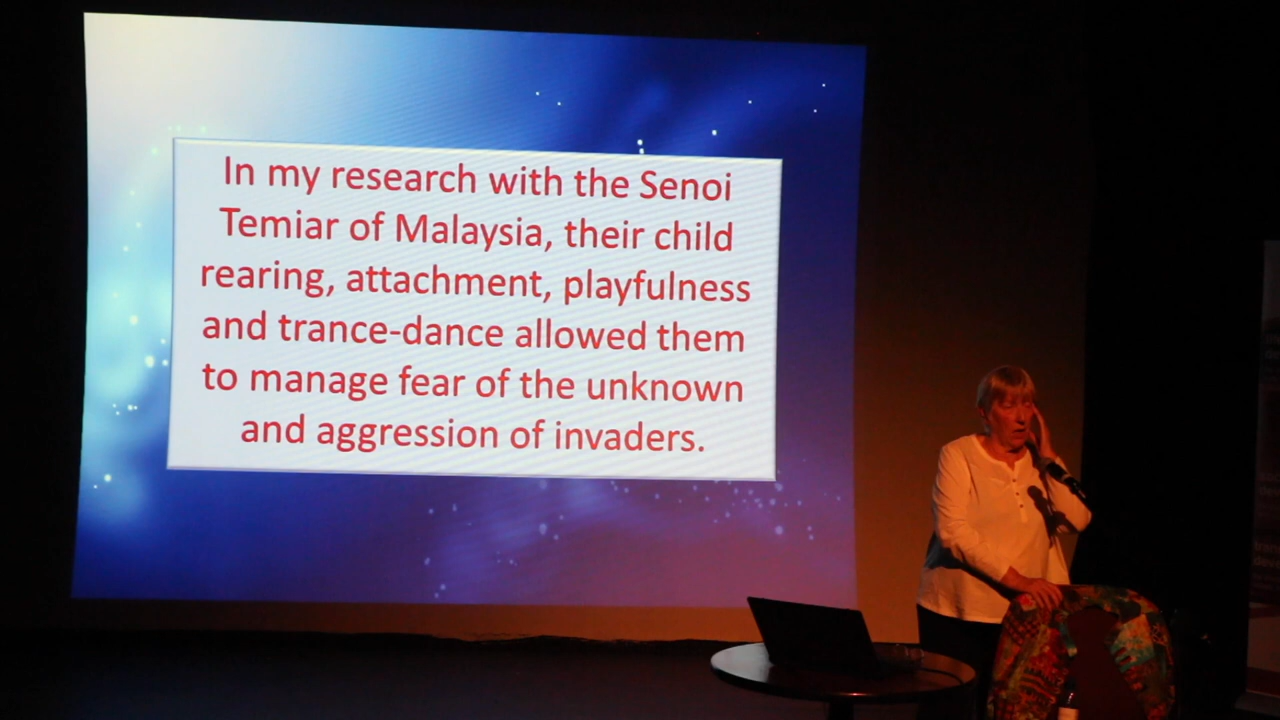 In my research with the Senoi
Temiar of Malaysia, their child
rearing, attachment, playfulness
and trance-dance allowed them
to manage fear of the unknown
and aggression of invaders.